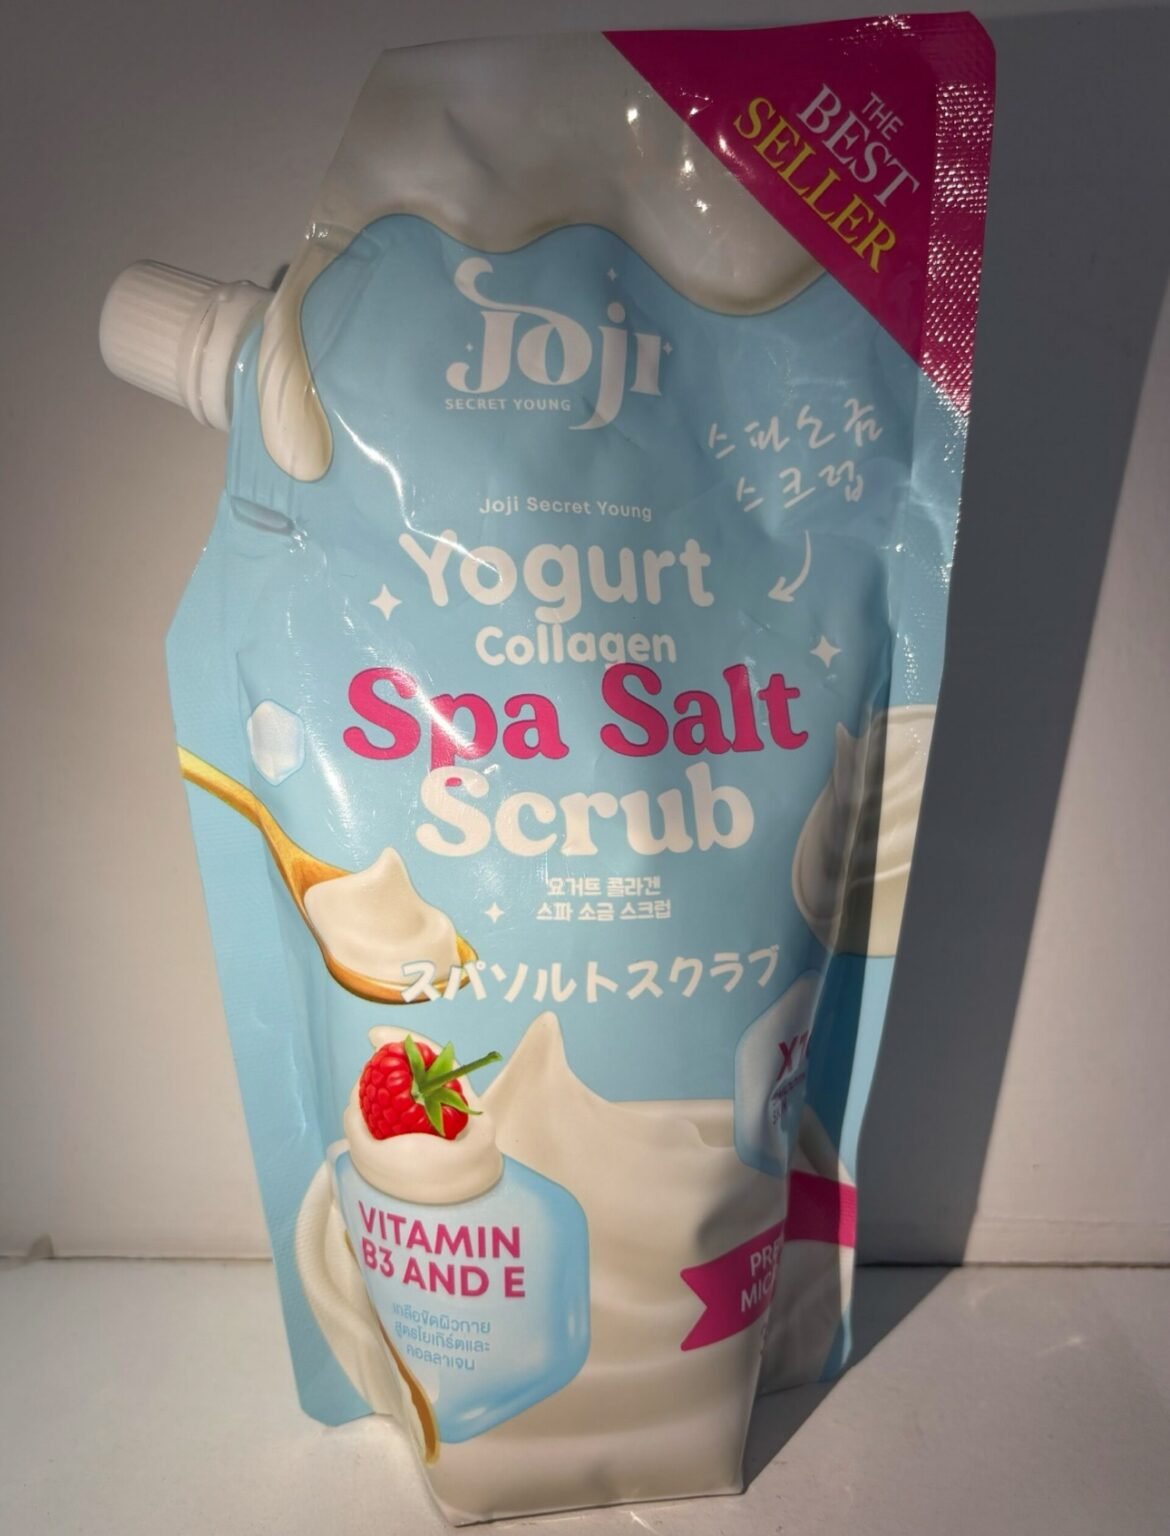 THE
BEST
SELLER
Joji
SECRET YOUNG
스파소금
스크럽
Joji Secret Young
Yogurt
Collagen
Spa Salt
Scrub
요거트 콜라겐
스파 소금 스크럽
スパソルトスクラブ
VITAMIN
B3 AND E
เกลือขัดผิวกาย
สูตรโยเกิร์ตและ
คอลลาเจน